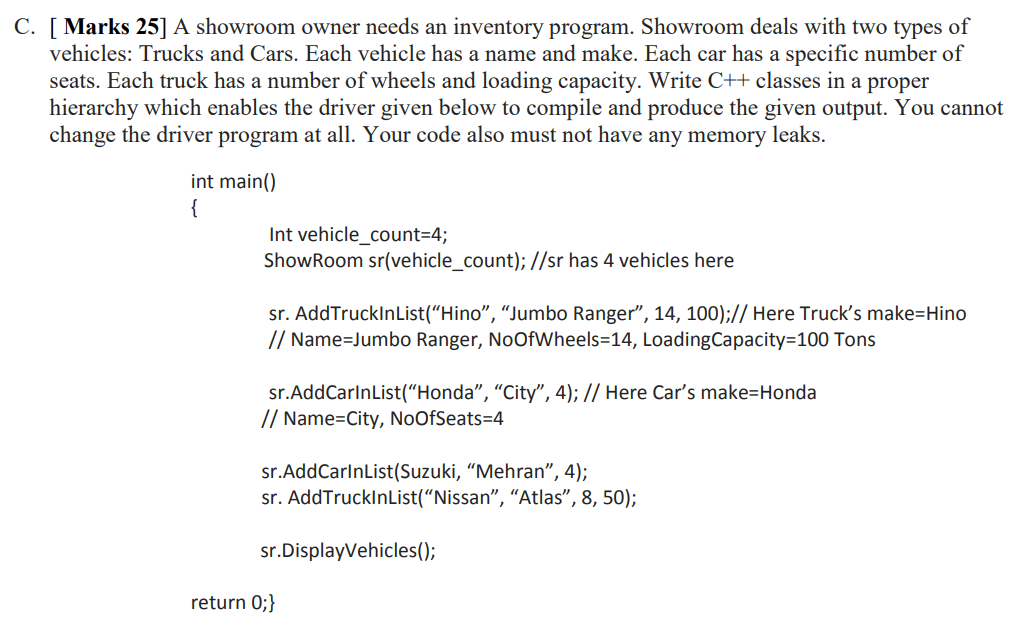 C. [ Marks 25] A showroom owner needs an inventory program. Showroom deals with two types of
vehicles: Trucks and Cars. Each vehicle has a name and make. Each car has a specific number of
seats. Each truck has a number of wheels and loading capacity. Write C++ classes in a proper
hierarchy which enables the driver given below to compile and produce the given output. You cannot
change the driver program at all. Your code also must not have any memory leaks.
int main()
{
Int vehicle_count=4;
ShowRoom sr(vehicle_count); //sr has 4 vehicles here
sr. AddTruckInList(“Hino”, “Jumbo Ranger”, 14, 100);// Here Truck’s make=Hino
// Name=Jumbo Ranger, NoOfWheels=14, LoadingCapacity=100 Tons
sr.AddCarInList(“Honda”, “City”, 4); // Here Car’s make=Honda
// Name=City, NoOfSeats=4
sr.AddCarInList(Suzuki, “Mehran”, 4);
sr. AddTruckInList(“Nissan”, “Atlas”, 8, 50);
sr.DisplayVehicles();
return 0;}